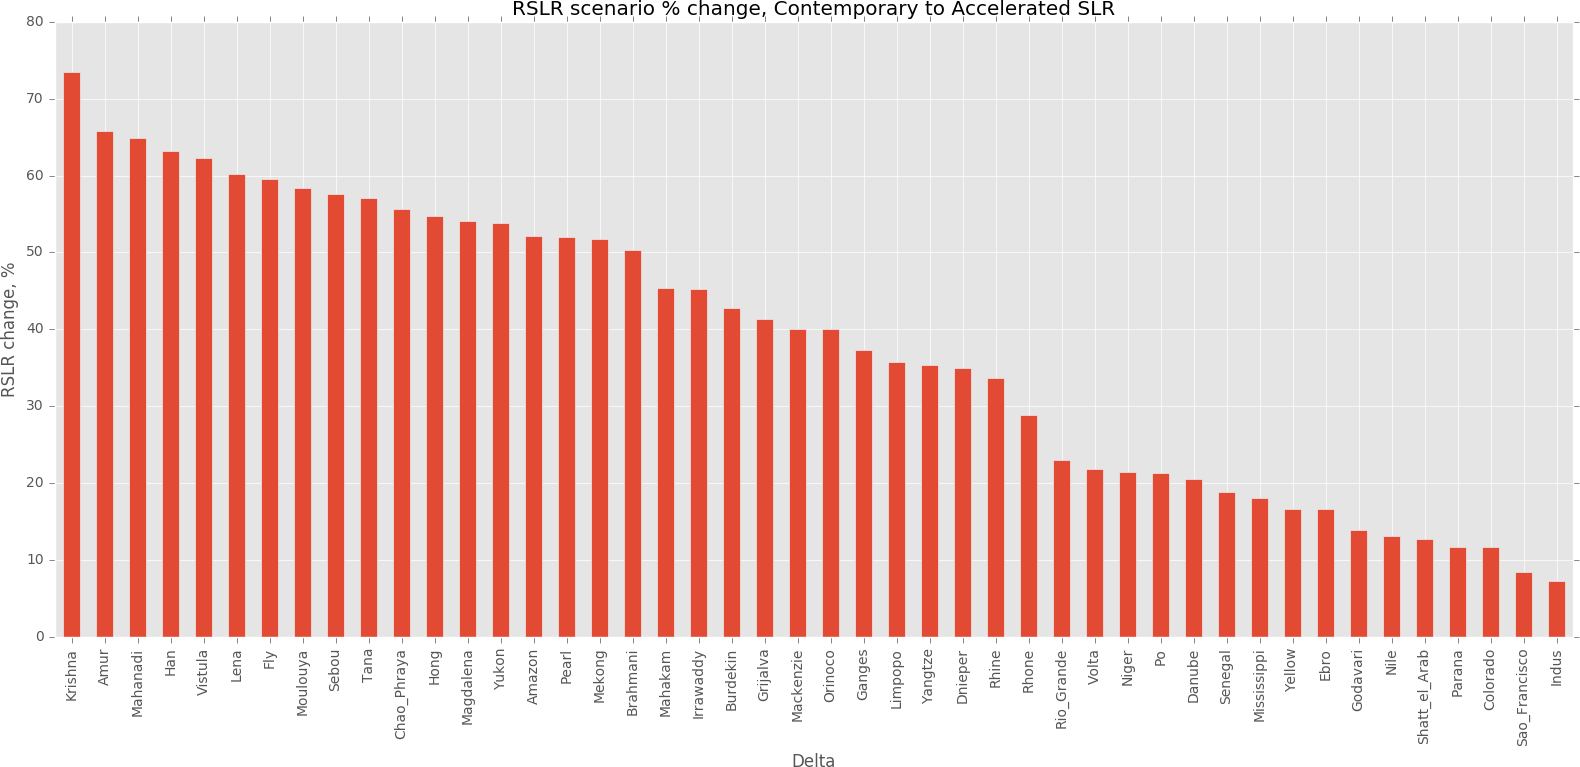 RSLR scenario % change, Contemporary to Accelerated SLR
80
70
60
50
40
30
20
10
0
RSLR change, %
Krishna
Amur
Mahanadi
Han
Vistula
Lena
Fly
Moulouya
Sebou
Tana
Chao_Phraya
Hong
Magdalena
Yukon
Amazon
Pearl
Mekong
Brahmani
Mahakam
Irrawaddy
Burdekin
Grijalva
Mackenzie
Orinoco
Ganges
Limpopo
Yangtze
Dnieper
Rhine
Rhone
Rio_Grande
Volta
Niger
Po
Danube
Senegal
Mississippi
Yellow
Ebro
Godavari
Nile
Shatt_el_Arab
Parana
Colorado
Sao_Francisco
Indus
Delta